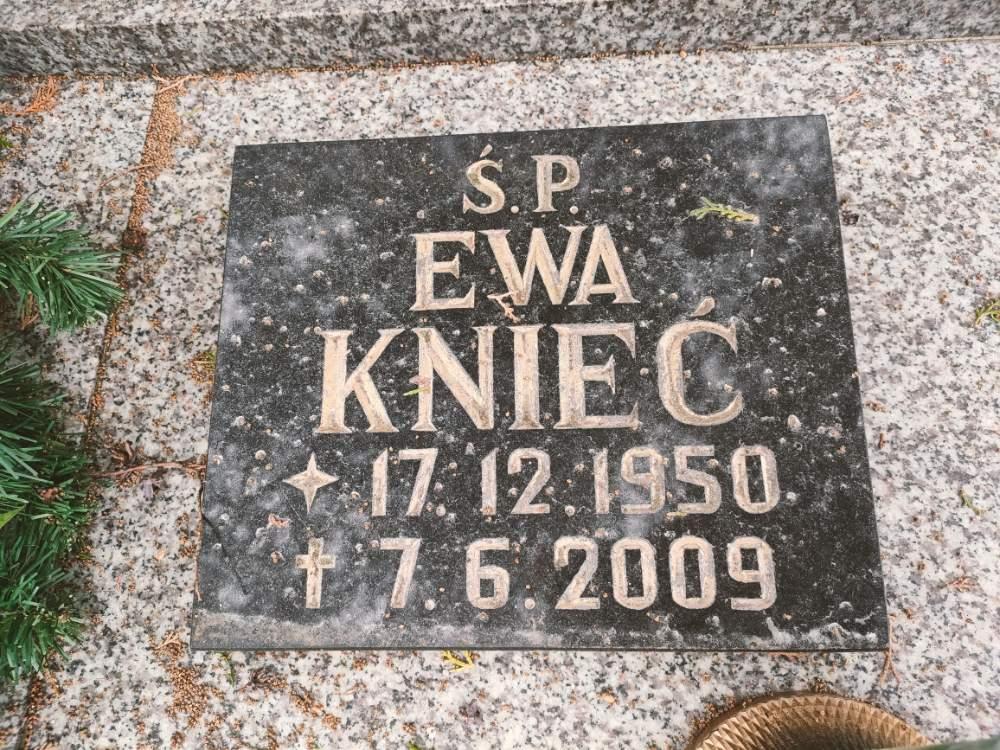 Ś.P.
EWA
KNIEĆ
17.12.1950
† 7.6.2009